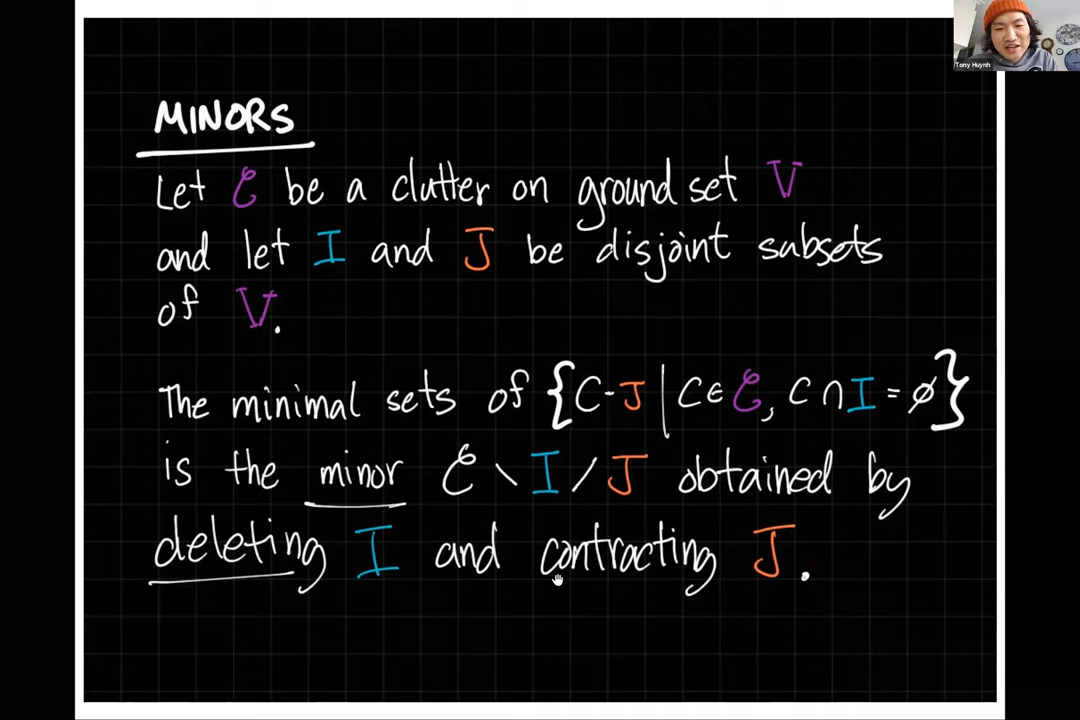 Tony Huynh
MINORS
Let 𝒞 be a clutter on ground set V
and let I and J be disjoint subsets
of V.
The minimal sets of {C-J | C∈𝒞, C∩I=∅}
is the minor 𝒞\I/J obtained by
deleting I and contracting J.